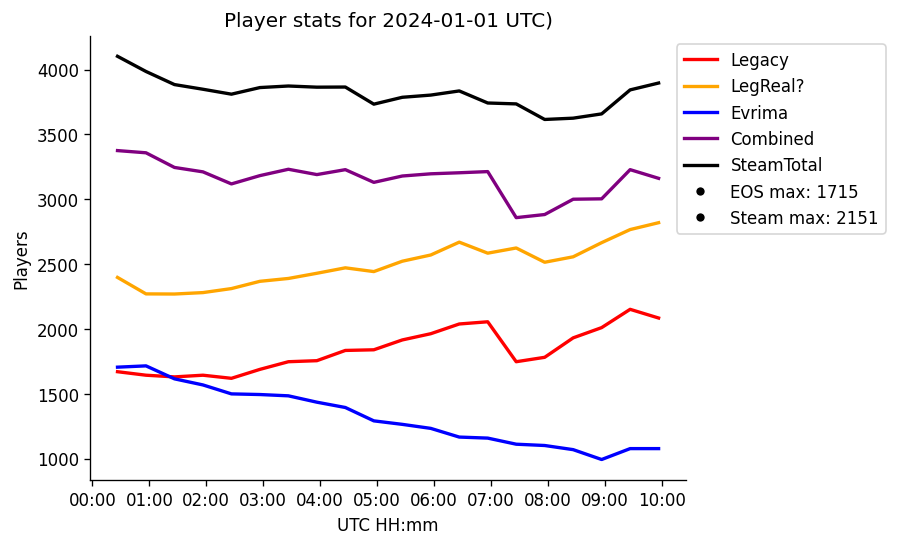 Player stats for 2024-01-01 UTC)
Legacy
LegReal?
Evrima
Combined
SteamTotal
EOS max: 1715
Steam max: 2151
Players
4000
3500
3000
2500
2000
1500
1000
00:00 01:00 02:00 03:00 04:00 05:00 06:00 07:00 08:00 09:00 10:00
UTC HH:mm